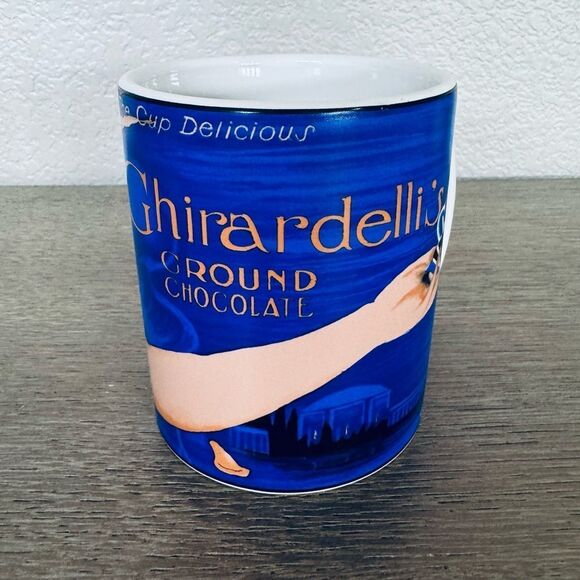 Cup Delicious
Ghirardelli's
GROUND
CHOCOLATE